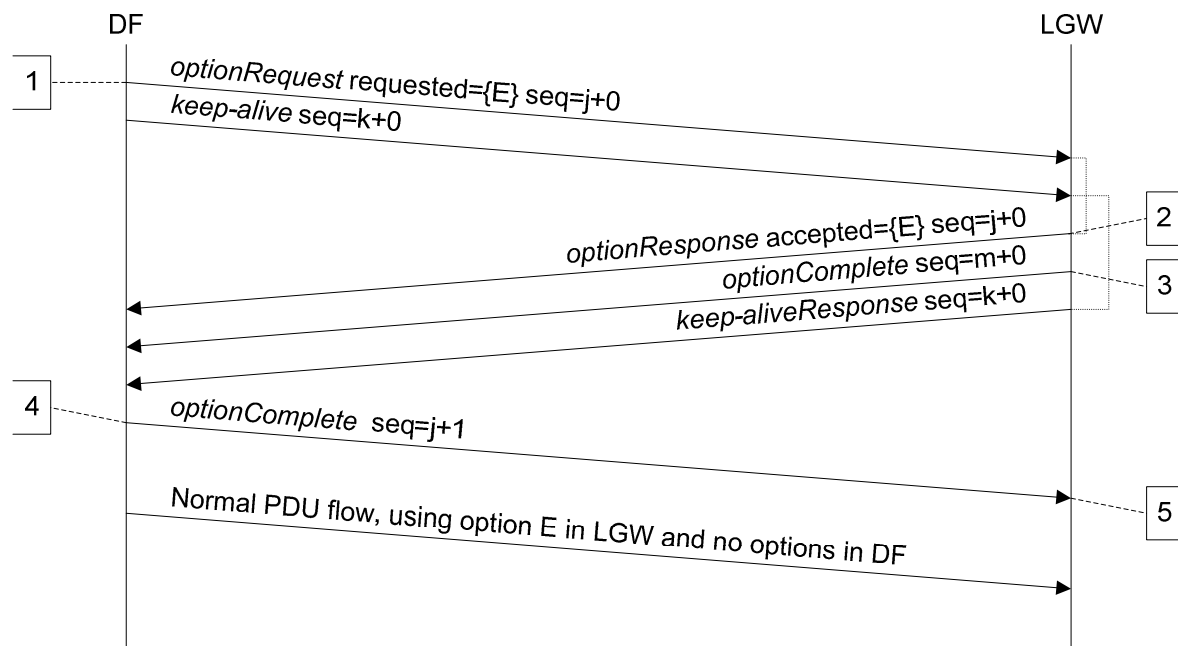 DF
LGW
1
optionRequest requested={E} seq=j+0
keep-alive seq=k+0
2
optionResponse accepted={E} seq=j+0
optionComplete seq=m+0
3
keep-aliveResponse seq=k+0
4
optionComplete seq=j+1
5
Normal PDU flow, using option E in LGW and no options in DF